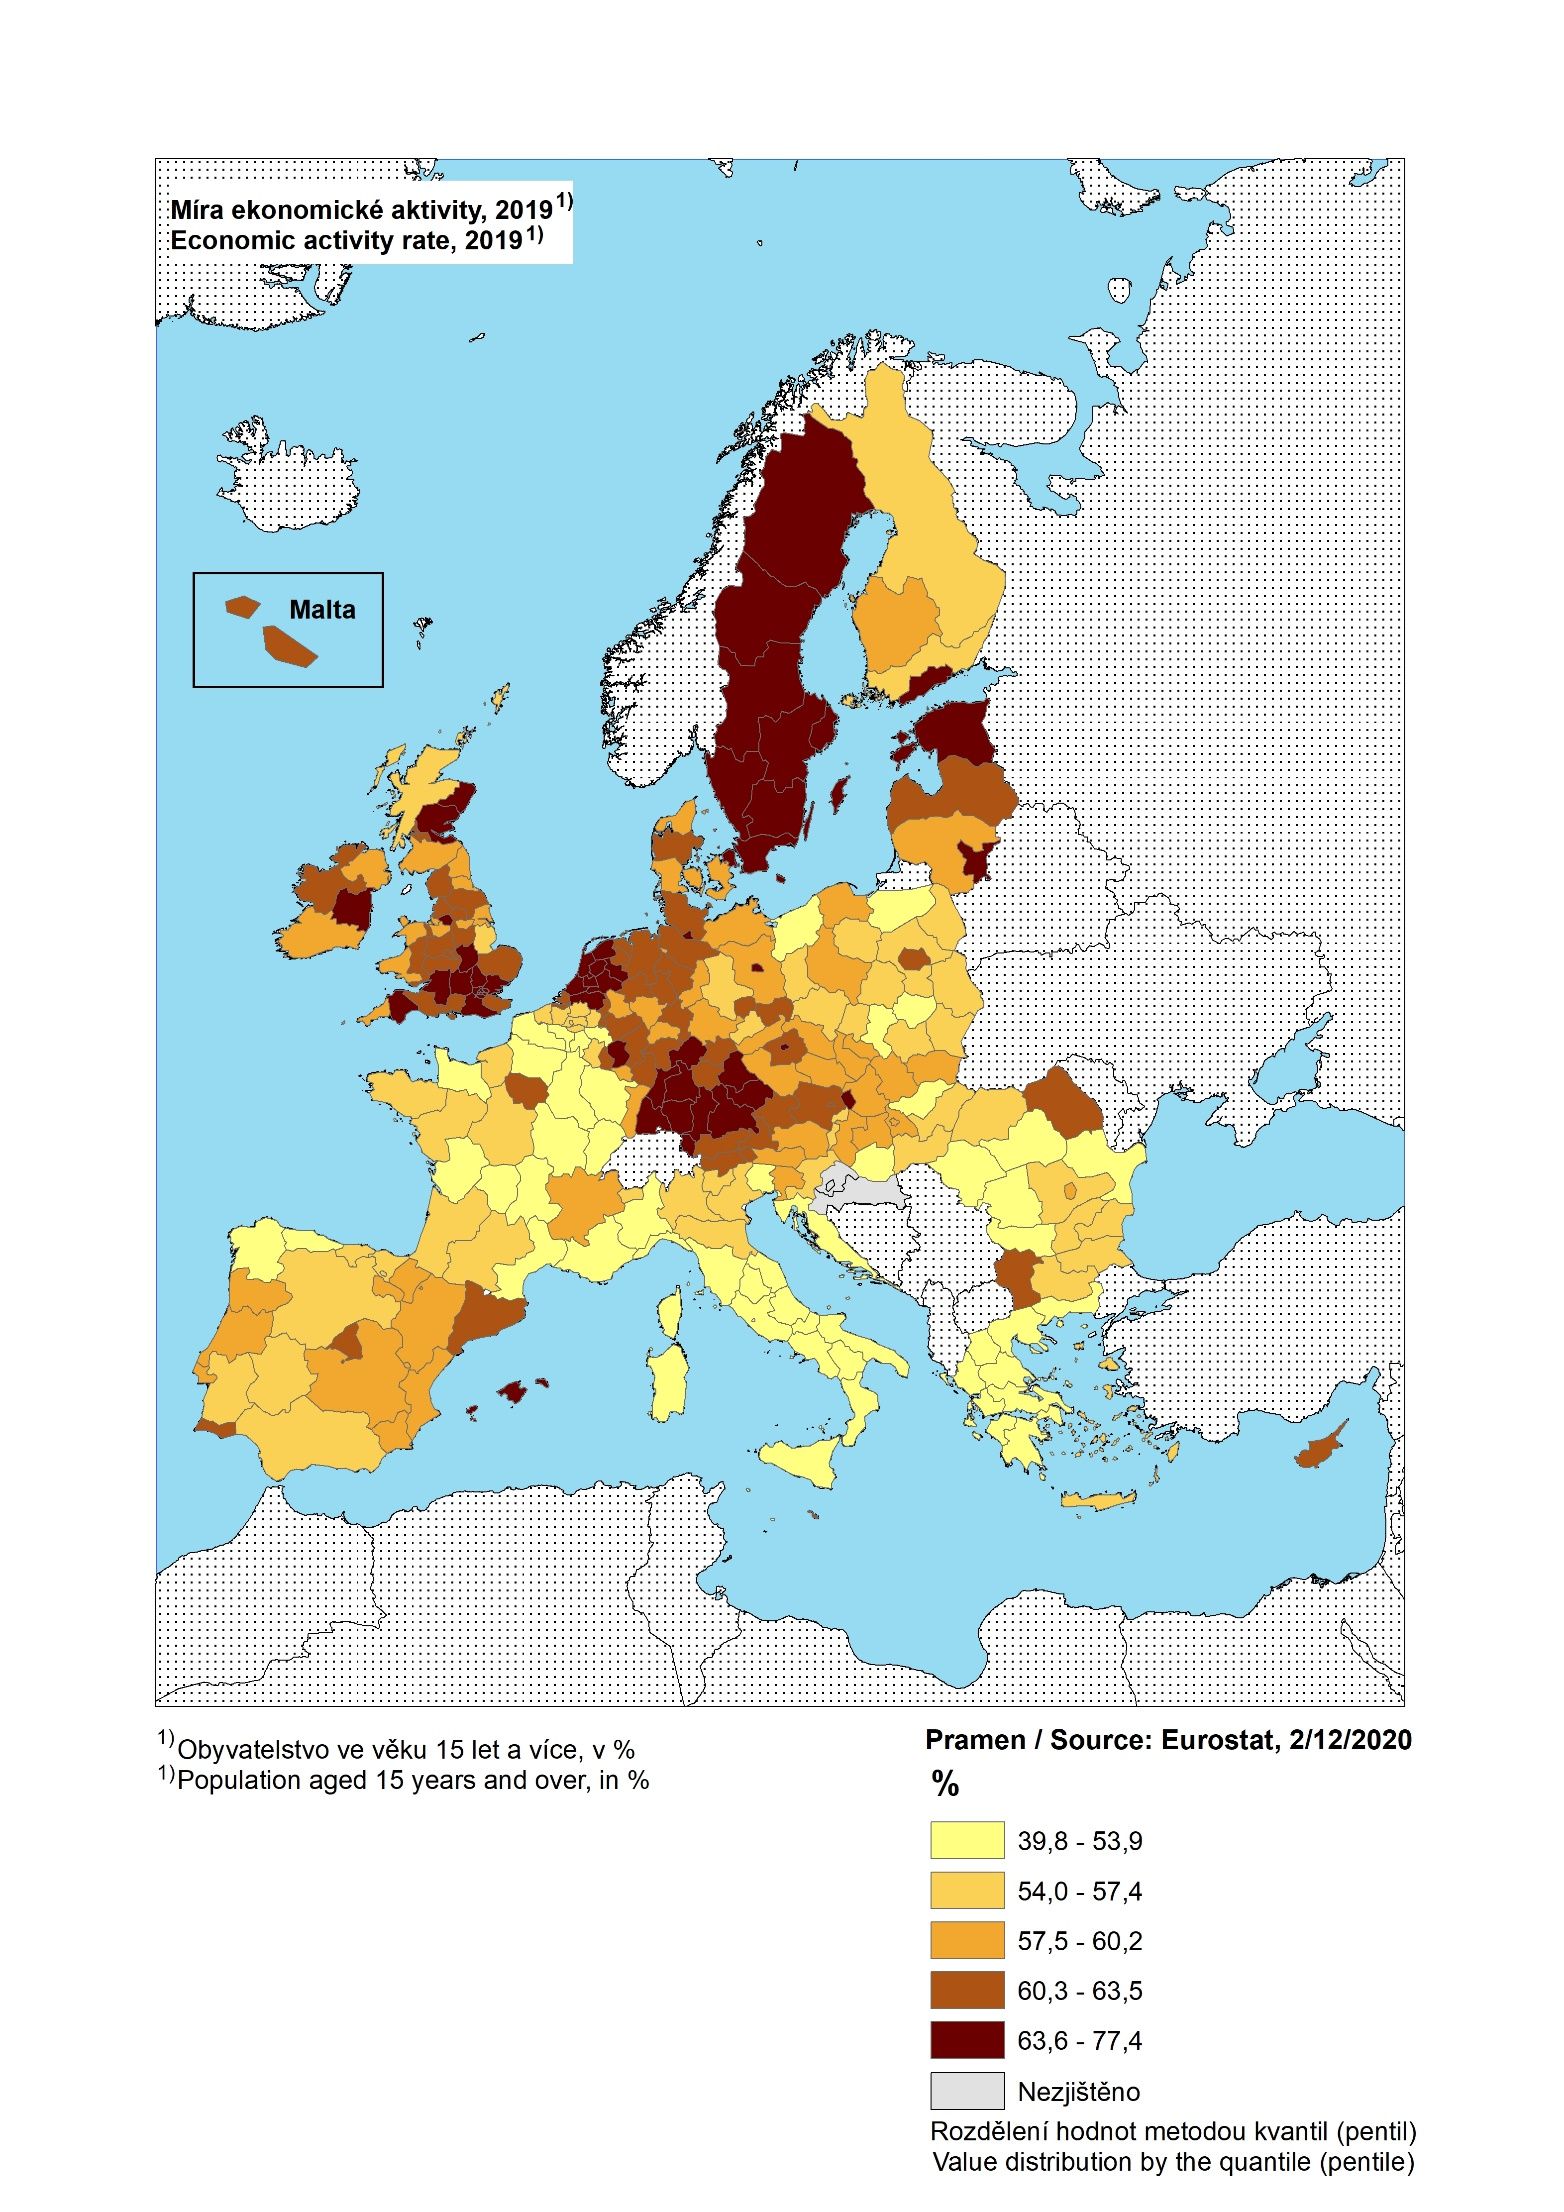 Míra ekonomické aktivity, 2019 1)
Economic activity rate, 2019 1)
Malta
1) Obyvatelstvo ve věku 15 let a více, v %
1) Population aged 15 years and over, in %
Pramen / Source: Eurostat, 2/12/2020
%
39,8 - 53,9
54,0 - 57,4
57,5 - 60,2
60,3 - 63,5
63,6 - 77,4
Nezjištěno
Rozdělení hodnot metodou kvantil (pentil)
Value distribution by the quantile (pentile)